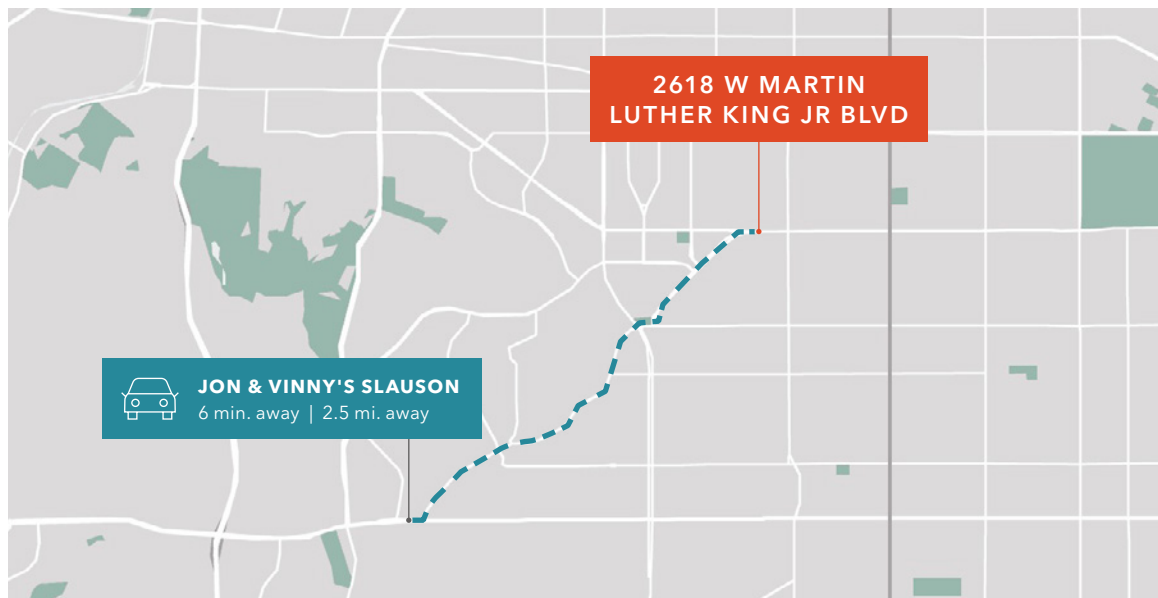 2618 W MARTIN
LUTHER KING JR BLVD
JON & VINNY'S SLAUSON
6 min. away | 2.5 mi. away